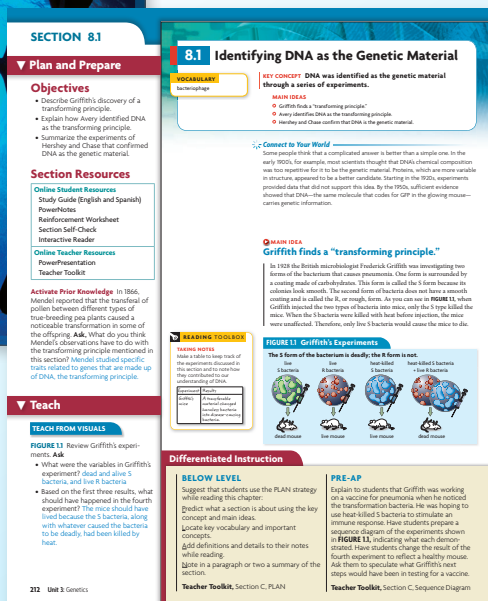 SECTION 8.1
▼ Plan and Prepare
Objectives
• Describe Griffith's discovery of a
transforming principle.
• Explain how Avery identified DNA
as the transforming principle.
• Summarize the experiments of
Hershey and Chase that confirmed
DNA as the genetic material.
Section Resources
Online Student Resources
Study Guide (English and Spanish)
PowerNotes
Reinforcement Worksheet
Section Self-Check
Interactive Reader
Online Teacher Resources
PowerPresentation
Teacher Toolkit
Activate Prior Knowledge In 1866,
Mendel reported that the transferal of
pollen between different types of
true-breeding pea plants caused a
noticeable transformation in some of
the offspring. Ask, What do you think
Mendel's observations have to do with
the transforming principle mentioned in
this section? Mendel studied specific
traits related to genes that are made up
of DNA, the transforming principle.
▼ Teach
TEACH FROM VISUALS
FIGURE 1.1 Review Griffith's experi-
ments. Ask
• What were the variables in Griffith's
experiment? dead and alive S
bacteria, and live R bacteria
• Based on the first three results, what
should have happened in the fourth
experiment? The mice should have
lived because the S bacteria, along
with whatever caused the bacteria
to be deadly, had been killed by
heat.
212 Unit 3: Genetics
8.1 Identifying DNA as the Genetic Material
VOCABULARY
bacteriophage
KEY CONCEPT DNA was identified as the genetic material
through a series of experiments.
MAIN IDEAS
Griffith finds a "transforming principle."
Avery identifies DNA as the transforming principle.
Hershey and Chase confirm that DNA is the genetic material.
Connect to Your World
Some people think that a complicated answer is better than a simple one. In the
early 1900s, for example, most scientists thought that DNA's chemical composition
was too repetitive for it to be the genetic material. Proteins, which are more variable
in structure, appeared to be a better candidate. Starting in the 1920s, experiments
provided data that did not support this idea. By the 1950s, sufficient evidence
showed that DNA—the same molecule that codes for GFP in the glowing mouse—
carries genetic information.
MAIN IDEA
Griffith finds a "transforming principle."
In 1928 the British microbiologist Frederick Griffith was investigating two
forms of the bacterium that causes pneumonia. One form is surrounded by
a coating made of carbohydrates. This form is called the S form because its
colonies look smooth. The second form of bacteria does not have a smooth
coating and is called the R, or rough, form. As you can see in FIGURE 1.1, when
Griffith injected the two types of bacteria into mice, only the S type killed the
mice. When the S bacteria were killed with heat before injection, the mice
were unaffected. Therefore, only live S bacteria would cause the mice to die.
READING TOOLBOX
TAKING NOTES
Make a table to keep track of
the experiments discussed in
this section and to note how
they contributed to our
understanding of DNA
Experiment Results
Griffith's mice
A transferable
material changed
harmless bacteria
into disease-causing
bacteria.
FIGURE 1.1 Griffith's Experiments
The S form of the bacterium is deadly; the R form is not.
live S bacteria
live R bacteria
heat-killed S bacteria
heat-killed S bacteria + live R bacteria
dead mouse
live mouse
live mouse
dead mouse
Differentiated Instruction
BELOW LEVEL
Suggest that students use the PLAN strategy
while reading this chapter:
Predict what a section is about using the key
concept and main ideas.
Locate key vocabulary and important
concepts.
Add definitions and details to their notes
while reading.
Note in a paragraph or two a summary of the
section.
Teacher Toolkit, Section C, PLAN
PRE-AP
Explain to students that Griffith was working
on a vaccine for pneumonia when he noticed
the transformation bacteria. He was hoping to
use heat-killed S bacteria to stimulate an
immune response. Have students prepare a
sequence diagram of the experiments shown
in FIGURE 1.1, indicating what each demon-
strated. Have students change the result of the
fourth experiment to reflect a healthy mouse.
Ask them to speculate what Griffith's next
steps would have been in testing for a vaccine.
Teacher Toolkit, Section C, Sequence Diagram